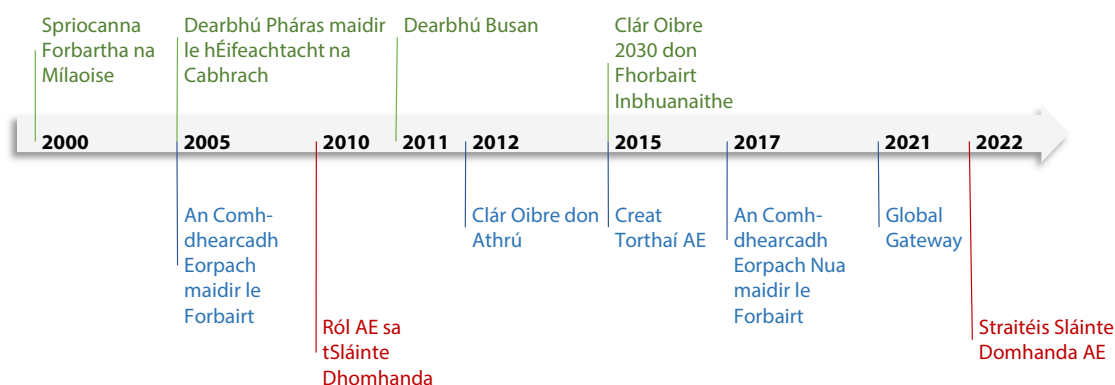 Spriocanna
Forbartha na
Mílaoise
Dearbhú Pháras maidir
le hÉifeachtacht na
Cabhrach
Dearbhú Busan
Clár Oibre
2030 don
Fhorbairt
Inbhuanaithe
2000
2005
2010
2011
2012
2015
2017
2021
2022
An Comh-
dhearcadh
Eorpach
maidir le
Forbairt
Clár Oibre don
Athrú
Creat
Torthaí AE
An Comh-
dhearcadh
Eorpach Nua
maidir le
Forbairt
Global
Gateway
Ról AE sa
tSláinte
Dhomhanda
Straitéis Sláinte
Domhanda AE